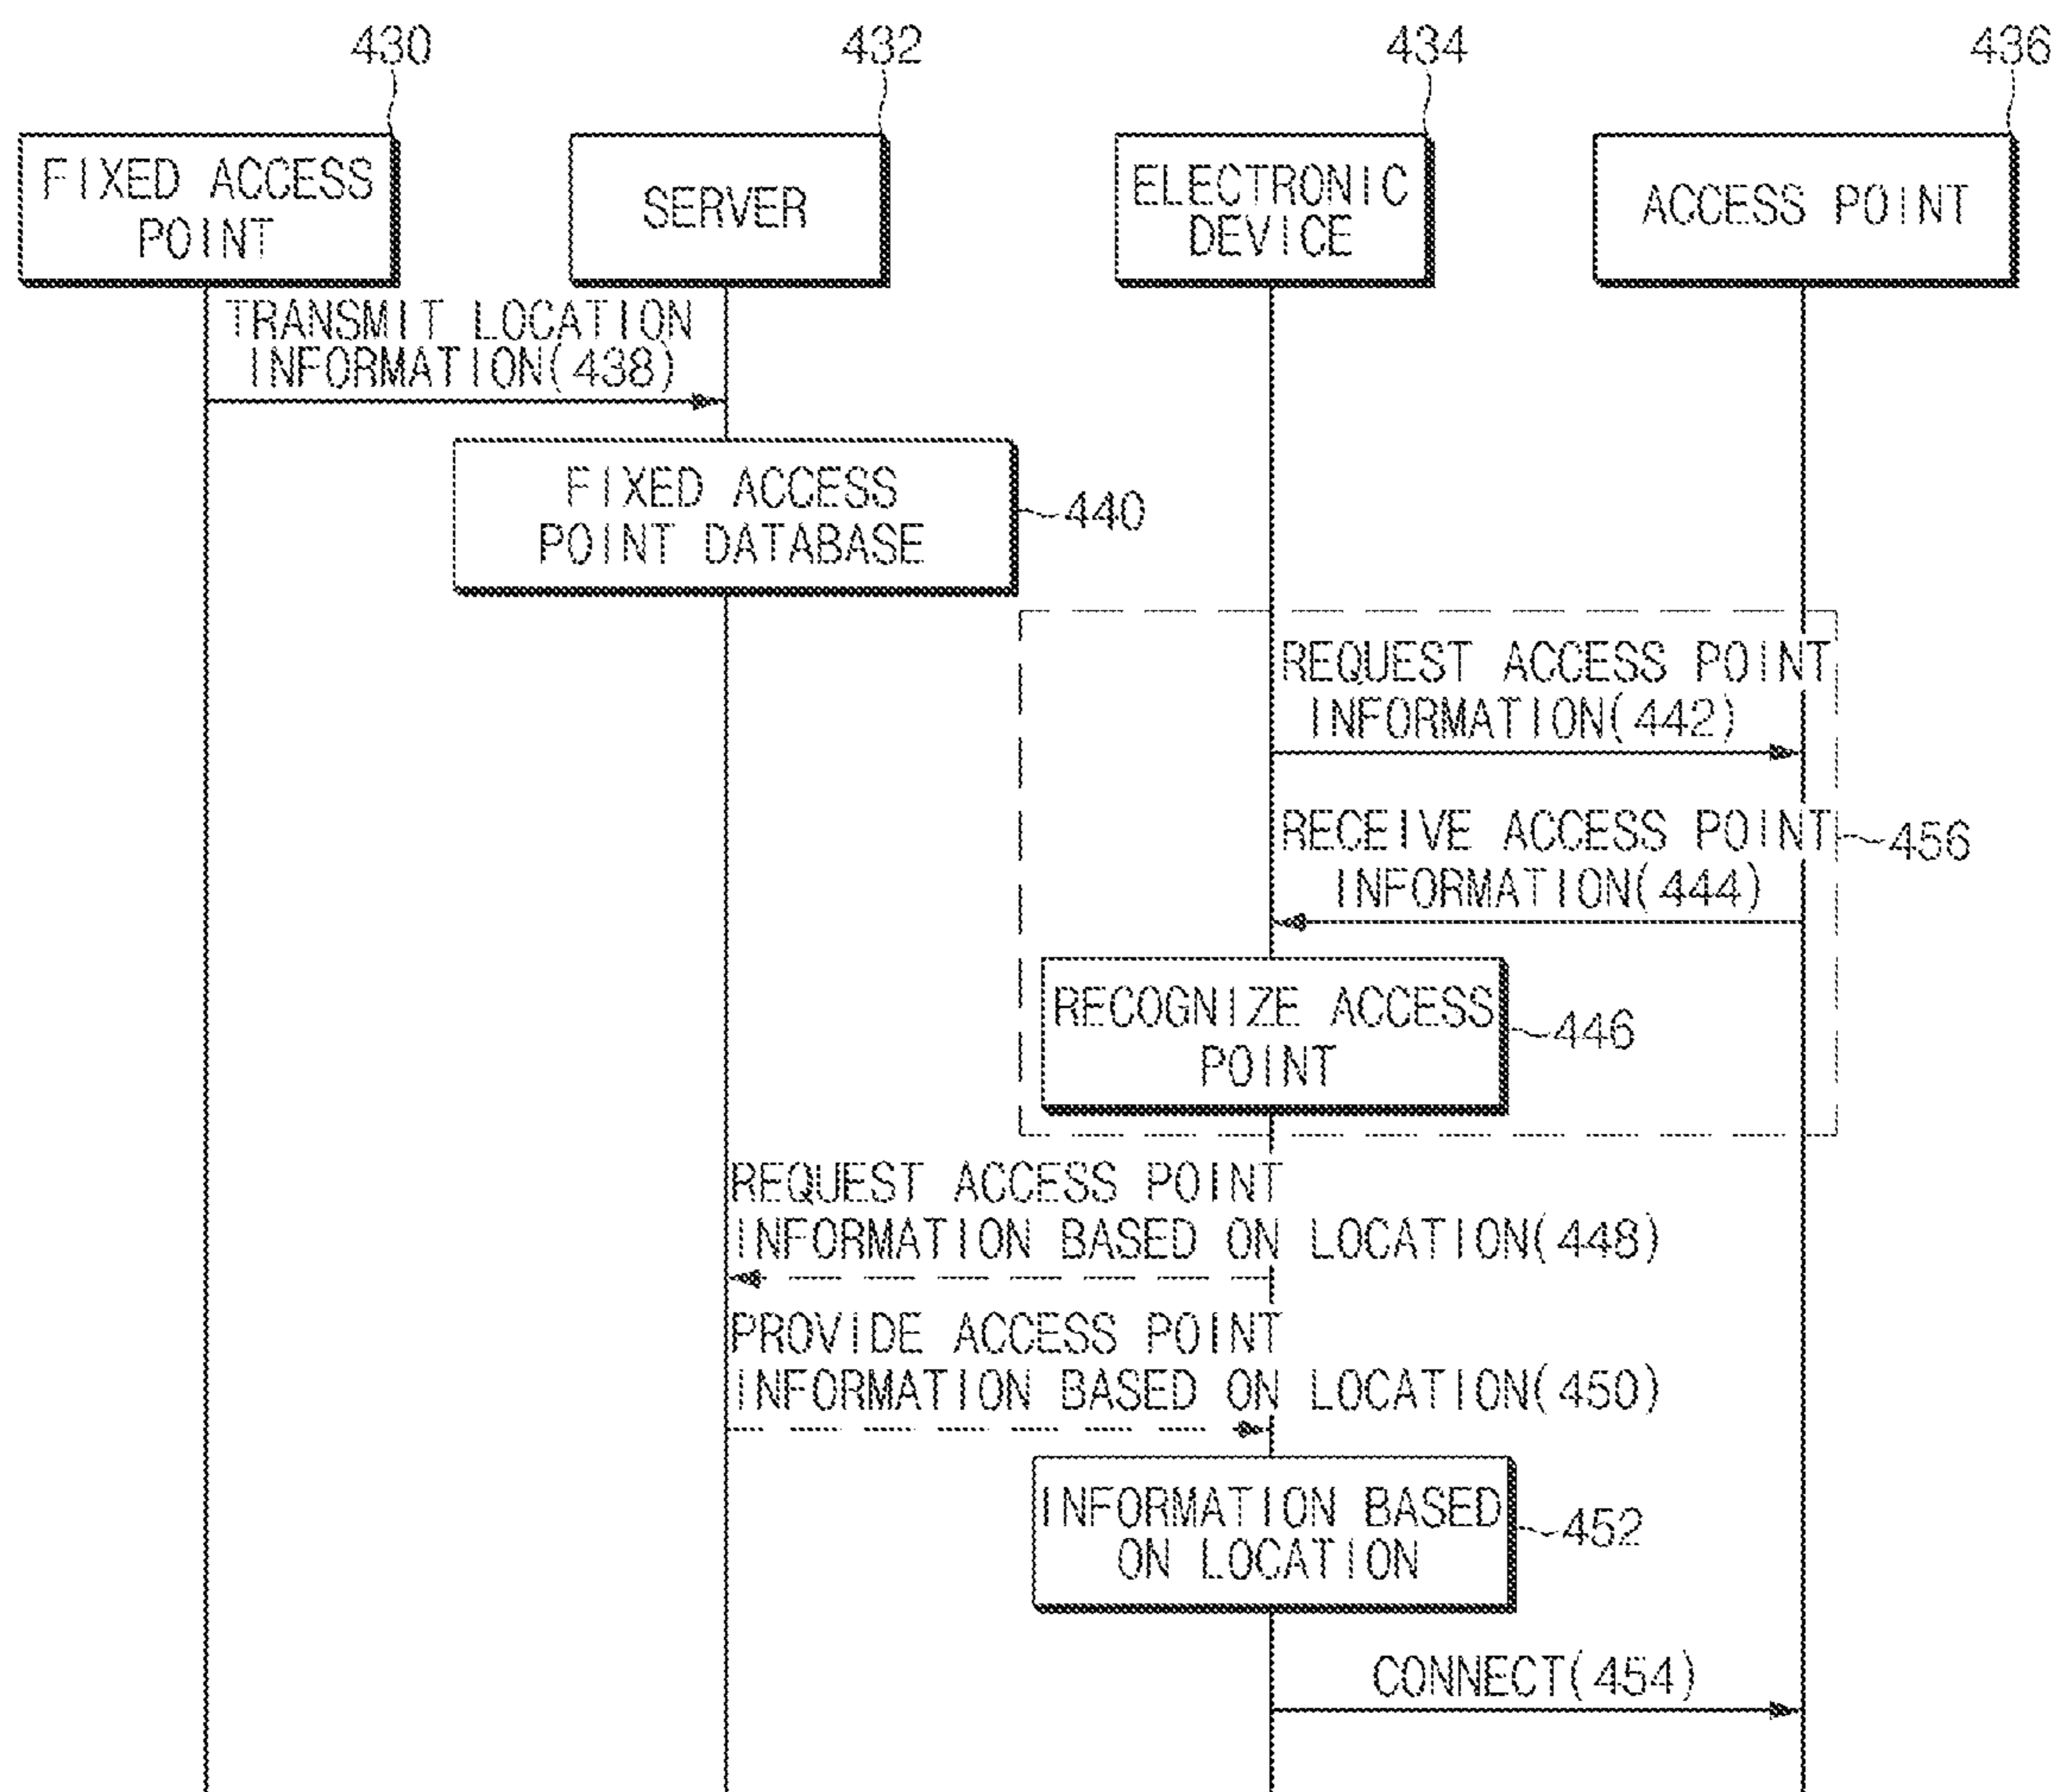 430
432
434
436
FIXED ACCESS
POINT
SERVER
ELECTRONIC
DEVICE
ACCESS POINT
TRANSMIT LOCATION
INFORMATION(438)
FIXED ACCESS
POINT DATABASE
440
REQUEST ACCESS POINT
INFORMATION(442)
RECEIVE ACCESS POINT
INFORMATION(444)
456
RECOGNIZE ACCESS
POINT
446
REQUEST ACCESS POINT
INFORMATION BASED ON LOCATION(448)
PROVIDE ACCESS POINT
INFORMATION BASED ON LOCATION(450)
INFORMATION BASED
ON LOCATION
452
CONNECT(454)